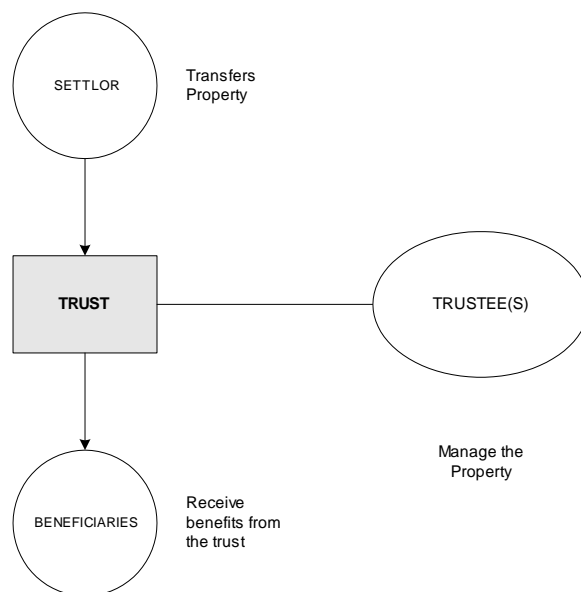 SETTLOR
Transfers
Property
TRUST
TRUSTEE(S)
Manage the
Property
BENEFICIARIES
Receive
benefits from
the trust